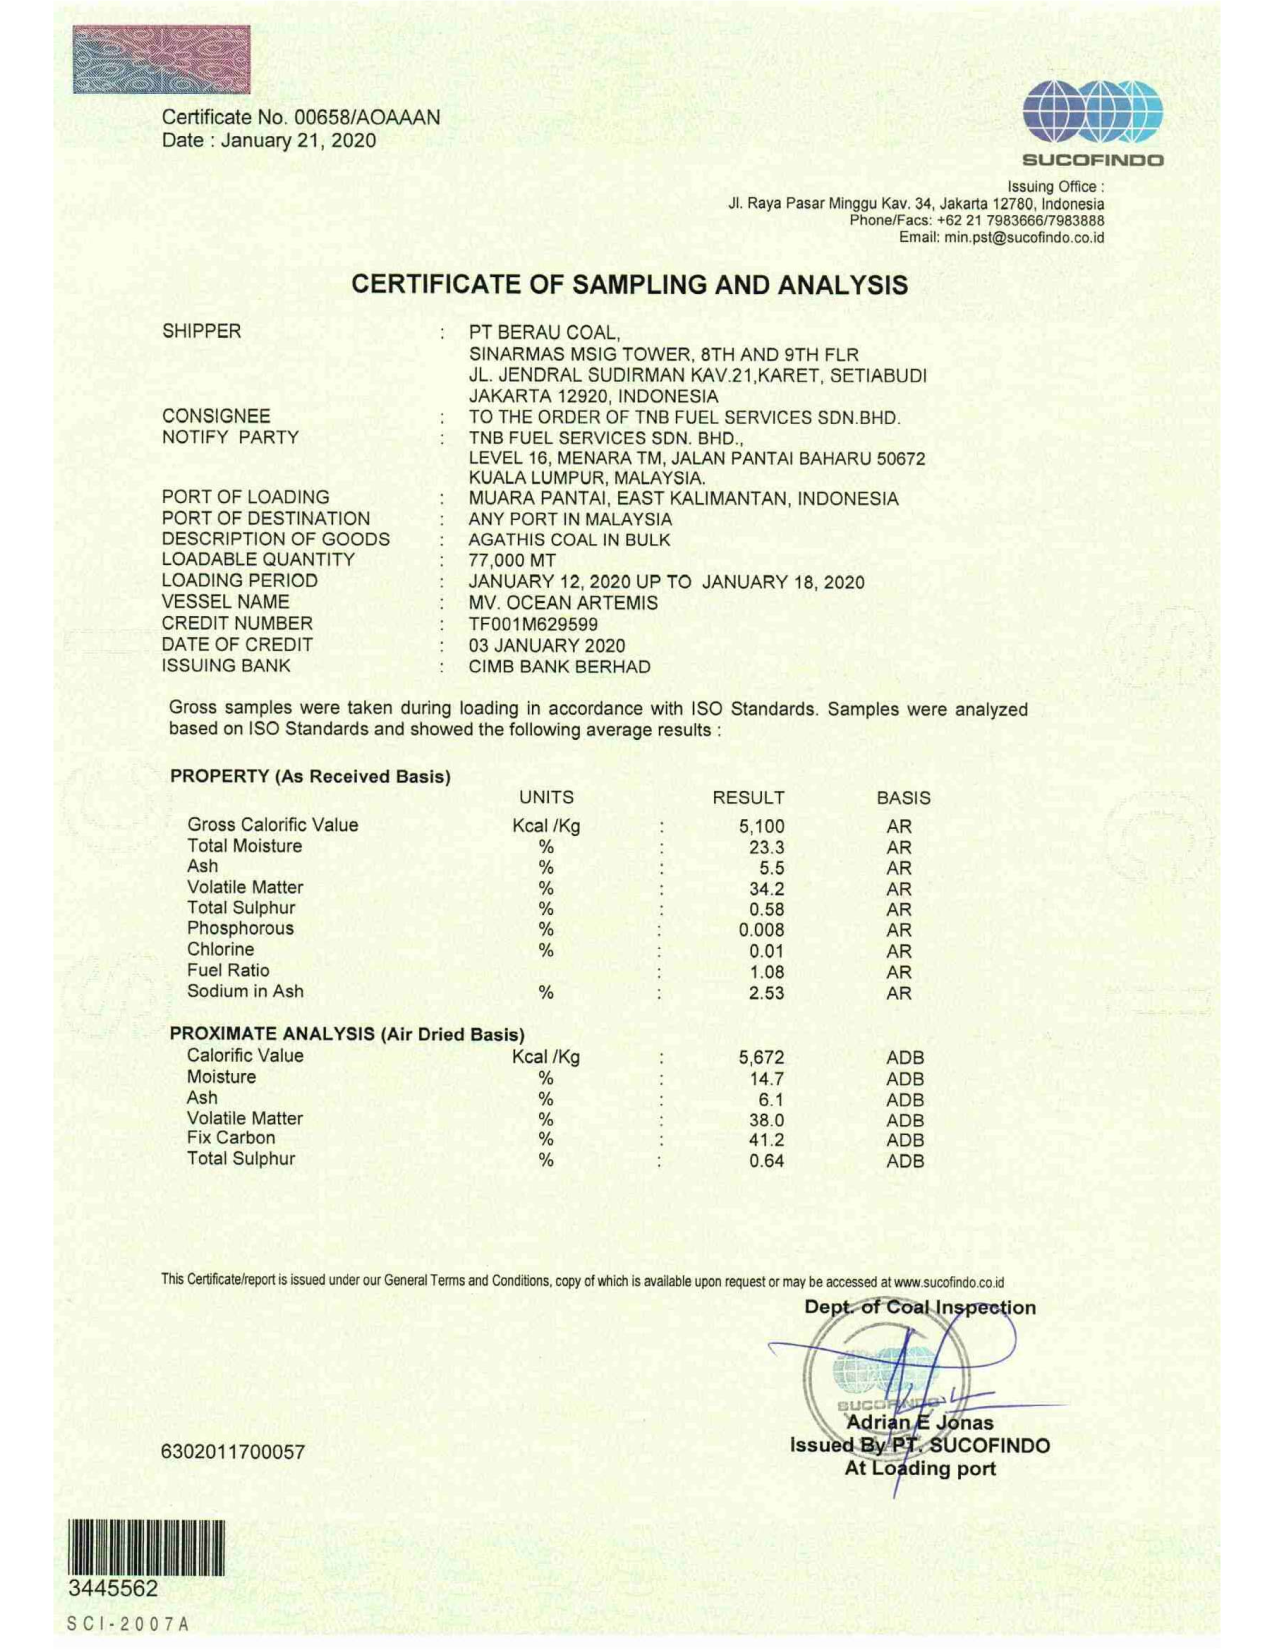 Certificate No. 00658/AOAAAN
Date : January 21, 2020
SUCOFINDO
Issuing Office :
Jl. Raya Pasar Minggu Kav. 34, Jakarta 12780, Indonesia
Phone/Facs: +62 21 7983666/7983888
Email: min.pst@sucofindo.co.id
CERTIFICATE OF SAMPLING AND ANALYSIS
SHIPPER : PT BERAU COAL,
SINARMAS MSIG TOWER, 8TH AND 9TH FLR
JL. JENDRAL SUDIRMAN KAV.21,KARET, SETIABUDI
JAKARTA 12920, INDONESIA
CONSIGNEE : TO THE ORDER OF TNB FUEL SERVICES SDN.BHD.
NOTIFY PARTY : TNB FUEL SERVICES SDN. BHD.,
LEVEL 16, MENARA TM, JALAN PANTAI BAHARU 50672
KUALA LUMPUR, MALAYSIA.
PORT OF LOADING : MUARA PANTAI, EAST KALIMANTAN, INDONESIA
PORT OF DESTINATION : ANY PORT IN MALAYSIA
DESCRIPTION OF GOODS : AGATHIS COAL IN BULK
LOADABLE QUANTITY : 77,000 MT
LOADING PERIOD : JANUARY 12, 2020 UP TO JANUARY 18, 2020
VESSEL NAME : MV. OCEAN ARTEMIS
CREDIT NUMBER : TF001M629599
DATE OF CREDIT : 03 JANUARY 2020
ISSUING BANK : CIMB BANK BERHAD
Gross samples were taken during loading in accordance with ISO Standards. Samples were analyzed
based on ISO Standards and showed the following average results :
PROPERTY (As Received Basis)
UNITS RESULT BASIS
Gross Calorific Value Kcal /Kg : 5,100 AR
Total Moisture % : 23.3 AR
Ash % : 5.5 AR
Volatile Matter % : 34.2 AR
Total Sulphur % : 0.58 AR
Phosphorous % : 0.008 AR
Chlorine % : 0.01 AR
Fuel Ratio : 1.08 AR
Sodium in Ash % : 2.53 AR
PROXIMATE ANALYSIS (Air Dried Basis)
Calorific Value Kcal /Kg : 5,672 ADB
Moisture % : 14.7 ADB
Ash % : 6.1 ADB
Volatile Matter % : 38.0 ADB
Fix Carbon % : 41.2 ADB
Total Sulphur % : 0.64 ADB
This Certificate/report is issued under our General Terms and Conditions, copy of which is available upon request or may be accessed at www.sucofindo.co.id
Dept. of Coal Inspection
SUCOFINDO
Adrian E Jonas
Issued By PT. SUCOFINDO
At Loading port
6302011700057
3445562
SCI-2007A